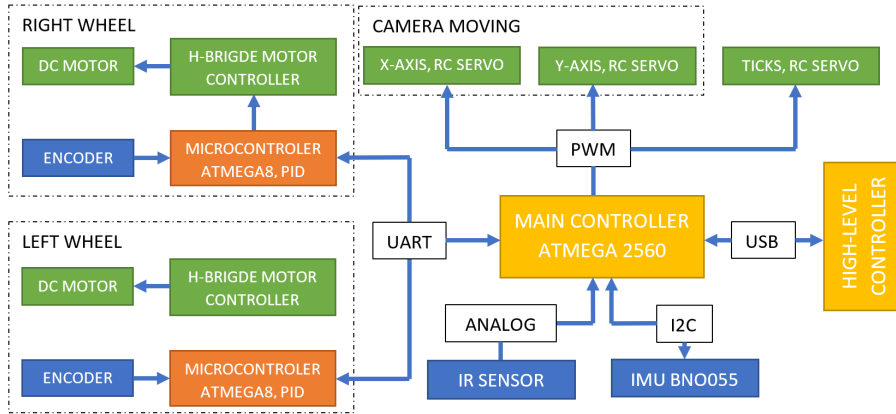 RIGHT WHEEL
DC MOTOR
H-BRIGDE MOTOR
CONTROLLER
ENCODER
MICROCONTROLER
ATMEGA8, PID
CAMERA MOVING
X-AXIS, RC SERVO
Y-AXIS, RC SERVO
TICKS, RC SERVO
PWM
LEFT WHEEL
DC MOTOR
H-BRIGDE MOTOR
CONTROLLER
ENCODER
MICROCONTROLER
ATMEGA8, PID
UART
MAIN CONTROLLER
ATMEGA 2560
USB
HIGH-LEVEL
CONTROLLER
ANALOG
I2C
IR SENSOR
IMU BNO055